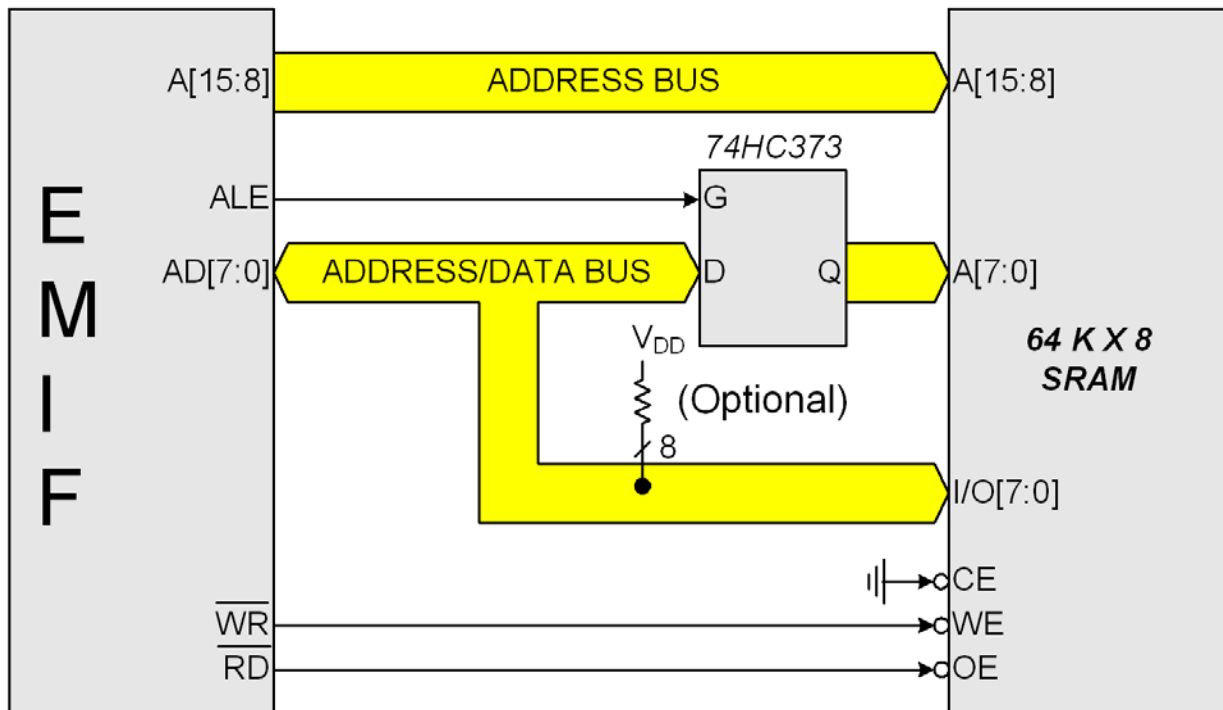 EMIF
A[15:8]
ADDRESS BUS
A[15:8]
74HC373
ALE
G
AD[7:0]
ADDRESS/DATA BUS
D
Q
A[7:0]
VDD
(Optional)
8
64 K X 8
SRAM
I/O[7:0]
CE
WR
WE
RD
OE